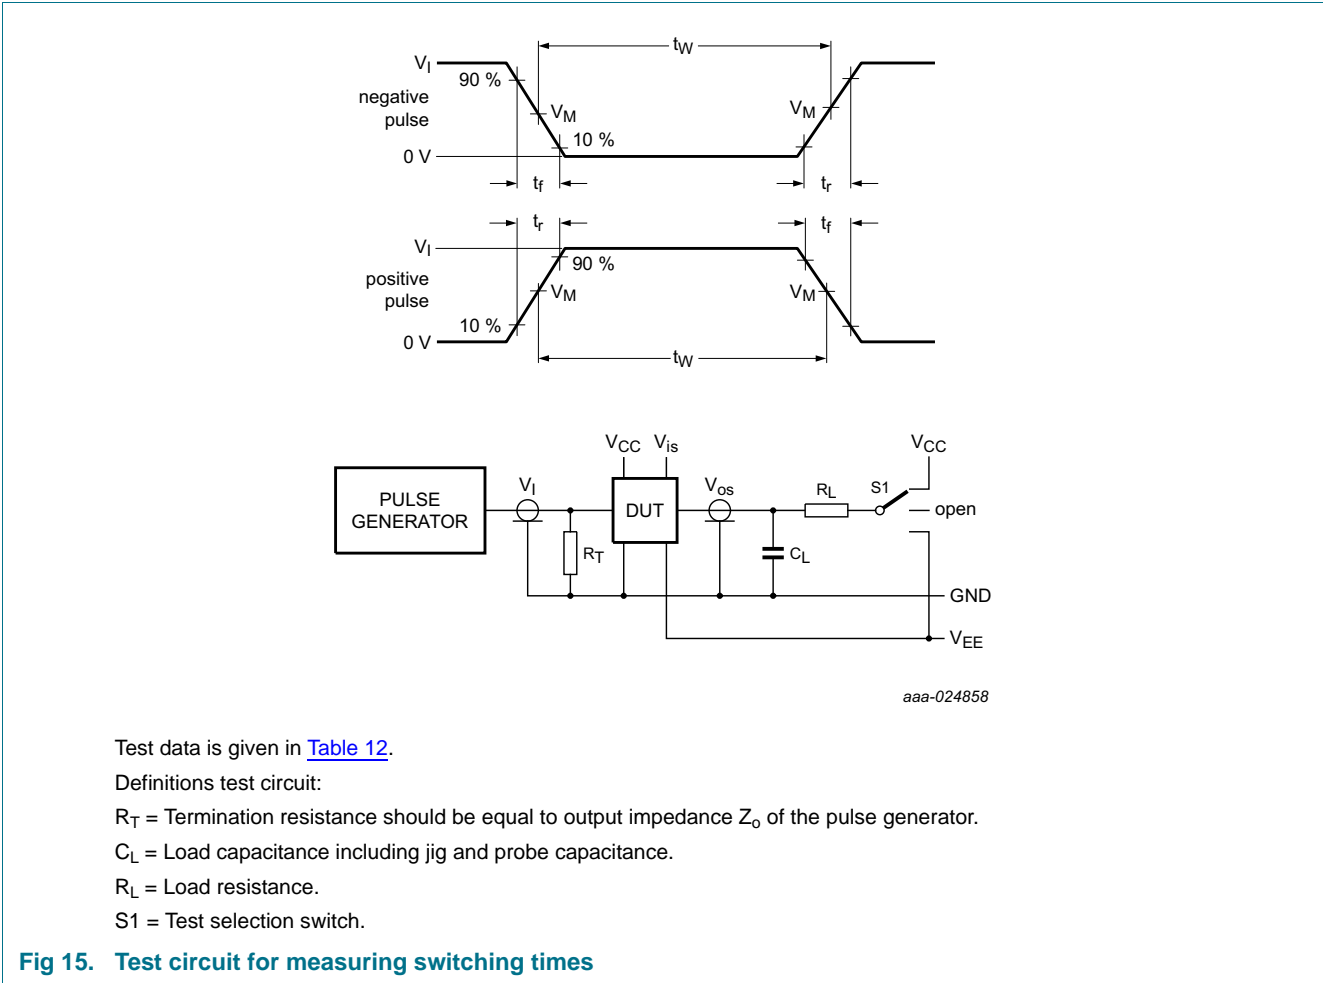 tW
VI
90 %
negative
pulse
VM
VM
10 %
0 V
tf
tr
tr
tf
VI
90 %
positive
pulse
VM
VM
10 %
0 V
tW
VCC
Vis
VCC
PULSE
GENERATOR
VI
DUT
Vos
RL
S1
open
RT
CL
GND
VEE
aaa-024858
Test data is given in Table 12.
Definitions test circuit:
RT = Termination resistance should be equal to output impedance Zo of the pulse generator.
CL = Load capacitance including jig and probe capacitance.
RL = Load resistance.
S1 = Test selection switch.
Fig 15. Test circuit for measuring switching times